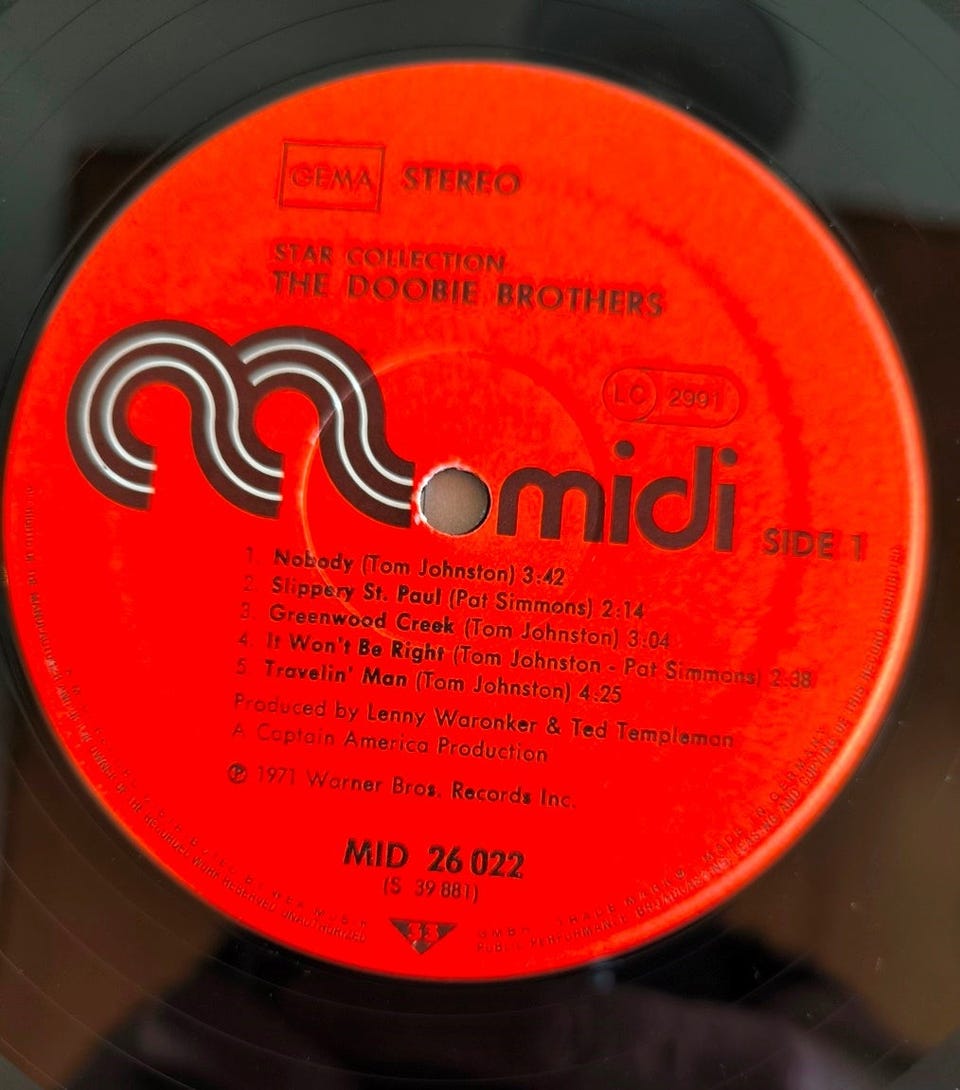 GEMA STEREO
STAR COLLECTION
THE DOOBIE BROTHERS
LC 2991
midi
SIDE 1
1. Nobody (Tom Johnston) 3:42
2. Slippery St. Paul (Pat Simmons) 2:14
3. Greenwood Creek (Tom Johnston) 3:04
4. It Won't Be Right (Tom Johnston - Pat Simmons) 2:38
5 Travelin' Man (Tom Johnston) 4:25
Produced by Lenny Waronker & Ted Templeman
A Captain America Production
℗ 1971 Warner Bros. Records Inc.
MID 26 022
(S 39 881)
33